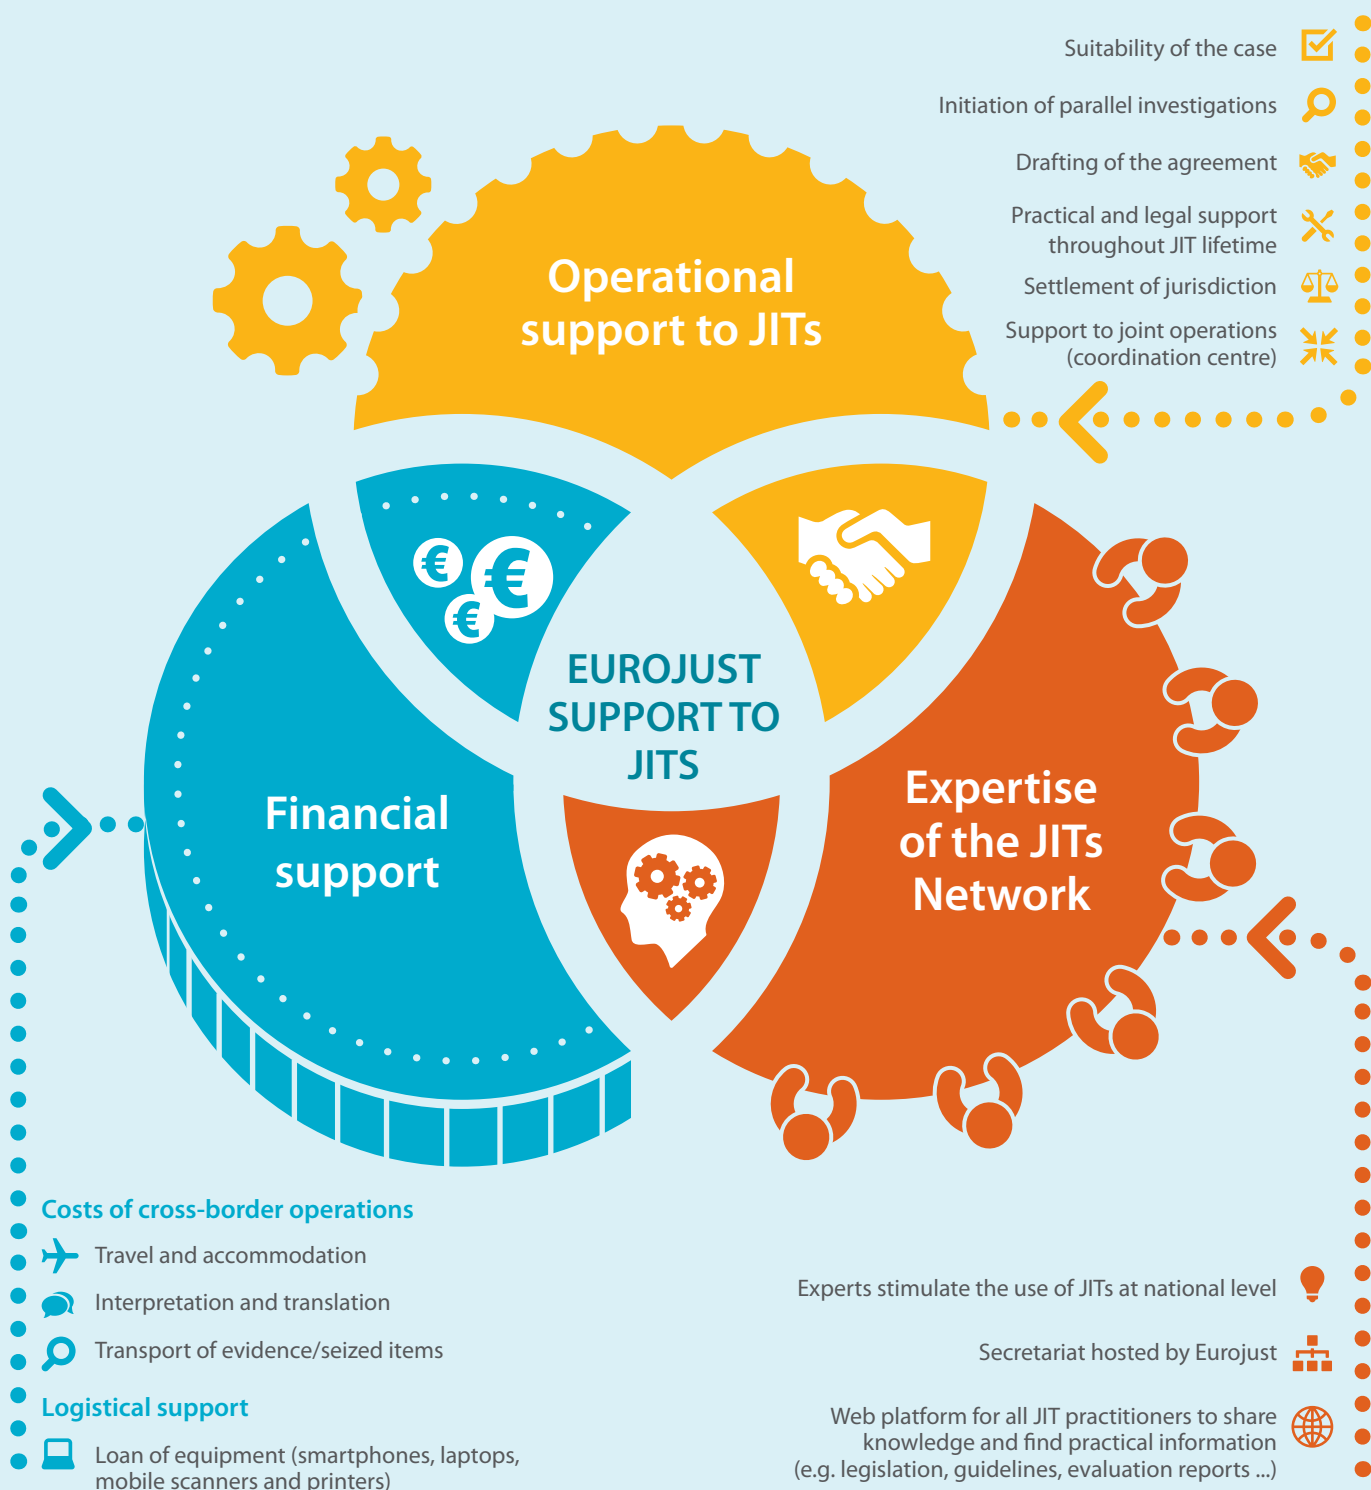 Suitability of the case
Initiation of parallel investigations
Drafting of the agreement
Practical and legal support
throughout JIT lifetime
Settlement of jurisdiction
Support to joint operations
(coordination centre)
Operational
support to JITs
€
€
€
EUROJUST
SUPPORT TO
JITS
Financial
support
Expertise
of the JITs
Network
Costs of cross-border operations
Travel and accommodation
Interpretation and translation
Transport of evidence/seized items
Logistical support
Loan of equipment (smartphones, laptops,
mobile scanners and printers)
Experts stimulate the use of JITs at national level
Secretariat hosted by Eurojust
Web platform for all JIT practitioners to share
knowledge and find practical information
(e.g. legislation, guidelines, evaluation reports ...)